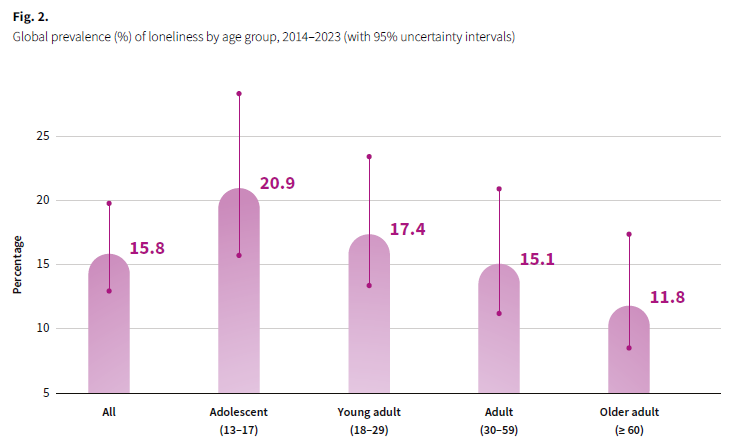 Fig. 2.
Global prevalence (%) of loneliness by age group, 2014–2023 (with 95% uncertainty intervals)
Percentage
25
20
15
10
5
15.8
20.9
17.4
15.1
11.8
All
Adolescent
(13–17)
Young adult
(18–29)
Adult
(30–59)
Older adult
(≥ 60)